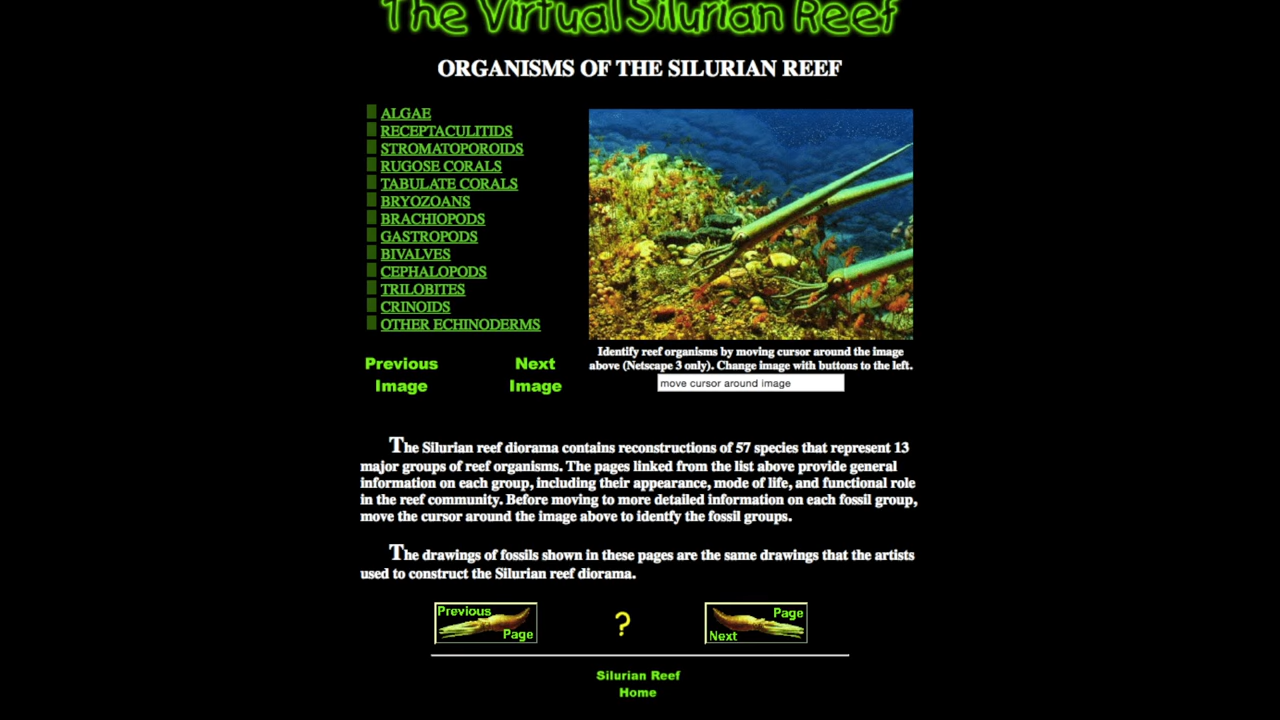 The Virtual Silurian Reef
ORGANISMS OF THE SILURIAN REEF
ALGAE
RECEPTACULITIDS
STROMATOPOROIDS
RUGOSE CORALS
TABULATE CORALS
BRYOZOANS
BRACHIOPODS
GASTROPODS
BIVALVES
CEPHALOPODS
TRILOBITES
CRINOIDS
OTHER ECHINODERMS
Previous
Image
Next
Image
Identify reef organisms by moving cursor around the image
above (Netscape 3 only). Change image with buttons to the left.
move cursor around image
The Silurian reef diorama contains reconstructions of 57 species that represent 13
major groups of reef organisms. The pages linked from the list above provide general
information on each group, including their appearance, mode of life, and functional role
in the reef community. Before moving to more detailed information on each fossil group,
move the cursor around the image above to identfy the fossil groups.
The drawings of fossils shown in these pages are the same drawings that the artists
used to construct the Silurian reef diorama.
Previous
Page
?
Page
Next
Silurian Reef
Home